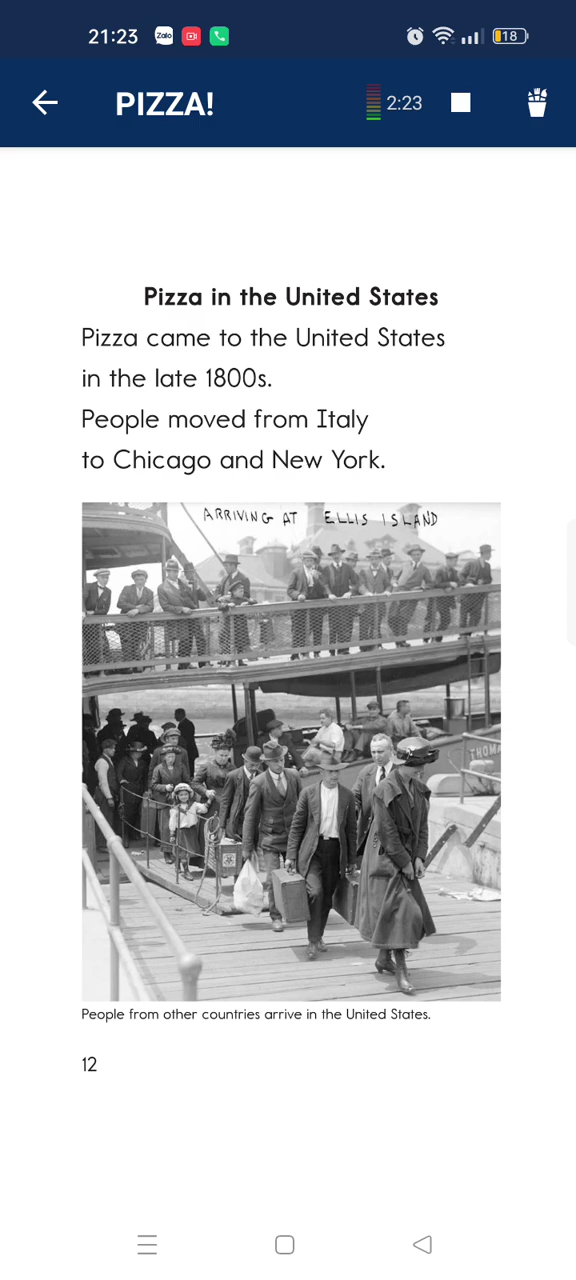 21:23 Zalo 18
PIZZA! 2:23
Pizza in the United States
Pizza came to the United States
in the late 1800s.
People moved from Italy
to Chicago and New York.
ARRIVING AT ELLIS ISLAND
THOMA
People from other countries arrive in the United States.
12